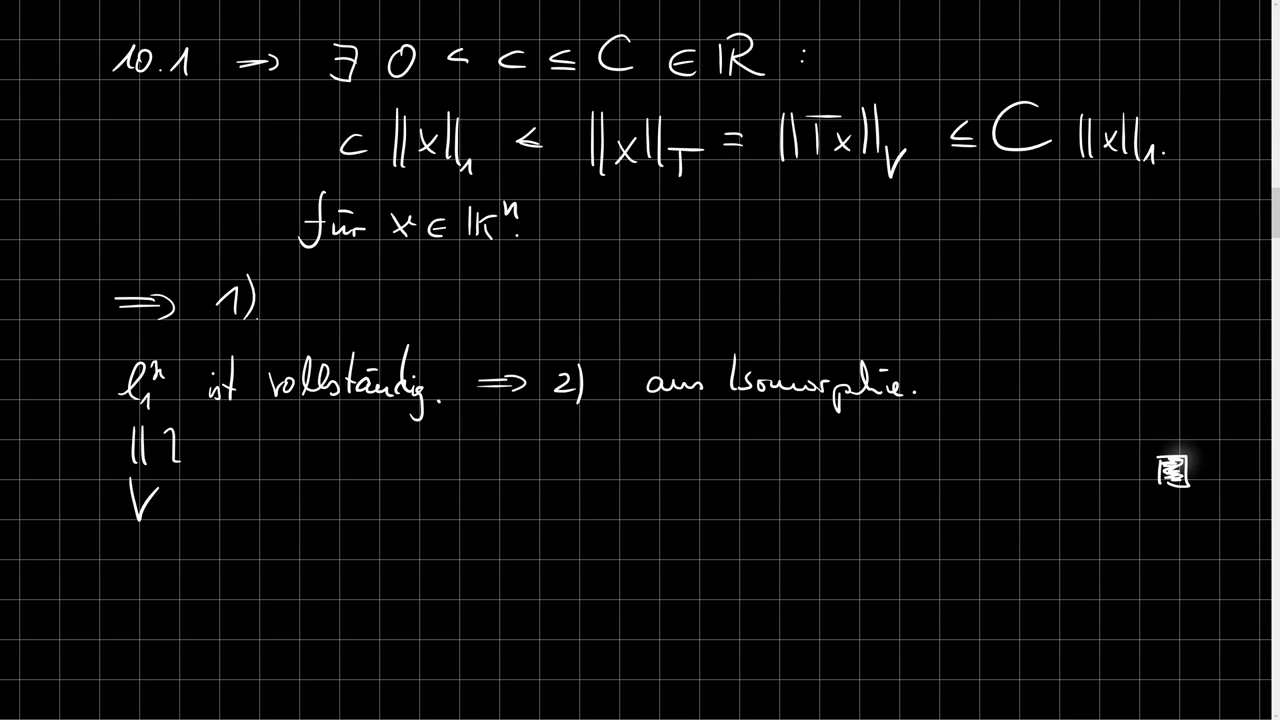 10.1 ⇒ ∃ 0 < c ≤ C ∈ ℝ :
c ‖x‖₁ ≤ ‖x‖_T = ‖Tx‖_V ≤ C ‖x‖₁.
für x ∈ 𝕂ⁿ.
⇒ 1).
ℓ₁ⁿ ist vollständig. ⇒ 2) aus Isomorphie.
‖≀
V